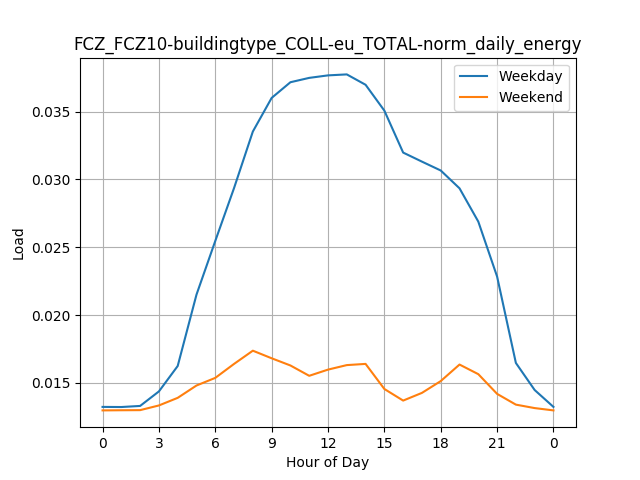 FCZ_FCZ10-buildingtype_COLL-eu_TOTAL-norm_daily_energy
Weekday
Weekend
0.035
0.030
0.025
0.020
0.015
Load
0 3 6 9 12 15 18 21 0
Hour of Day